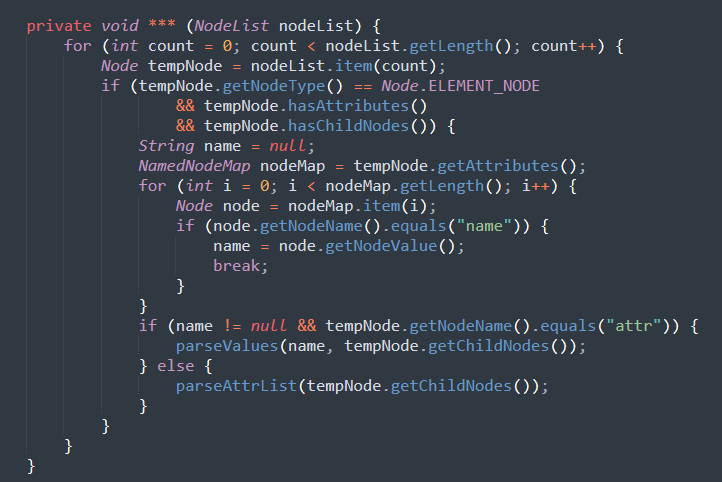 private void *** (NodeList nodeList) {
for (int count = 0; count < nodeList.getLength(); count++) {
Node tempNode = nodeList.item(count);
if (tempNode.getNodeType() == Node.ELEMENT_NODE
&& tempNode.hasAttributes()
&& tempNode.hasChildNodes()) {
String name = null;
NamedNodeMap nodeMap = tempNode.getAttributes();
for (int i = 0; i < nodeMap.getLength(); i++) {
Node node = nodeMap.item(i);
if (node.getNodeName().equals("name")) {
name = node.getNodeValue();
break;
}
}
if (name != null && tempNode.getNodeName().equals("attr")) {
parseValues(name, tempNode.getChildNodes());
} else {
parseAttrList(tempNode.getChildNodes());
}
}
}
}